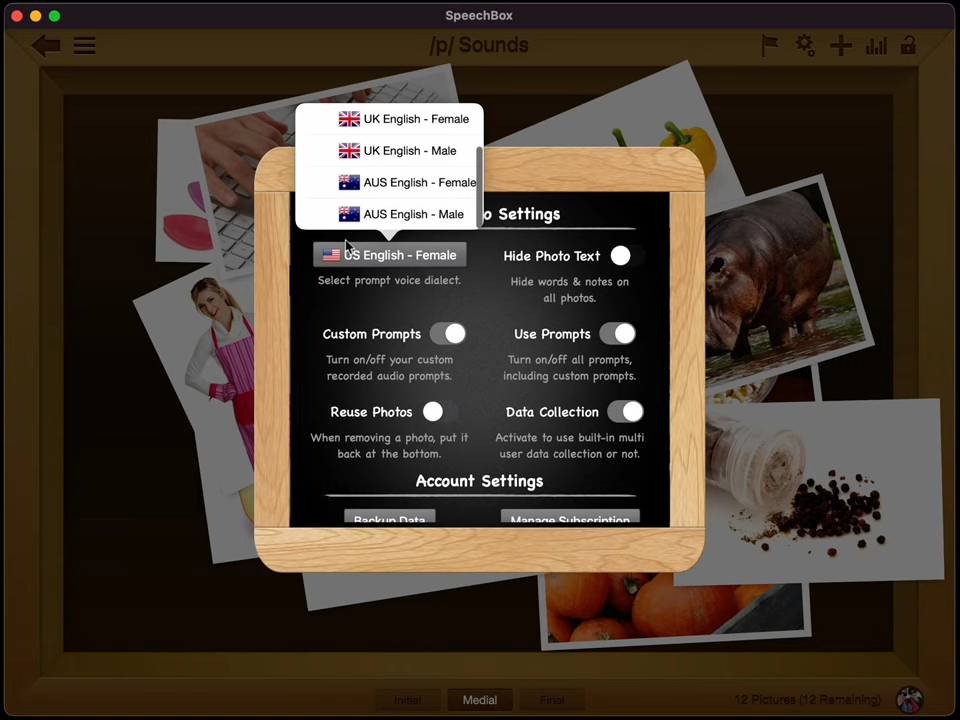 SpeechBox
/p/ Sounds
UK English - Female
UK English - Male
AUS English - Female
AUS English - Male
o Settings
US English - Female
Select prompt voice dialect.
Hide Photo Text
Hide words & notes on
all photos.
Custom Prompts
Turn on/off your custom
recorded audio prompts.
Use Prompts
Turn on/off all prompts,
including custom prompts.
Reuse Photos
When removing a photo, put it
back at the bottom.
Data Collection
Activate to use built-in multi
user data collection or not.
Account Settings
Backup Data
Manage Subscription
Initial
Medial
Final
12 Pictures (12 Remaining)